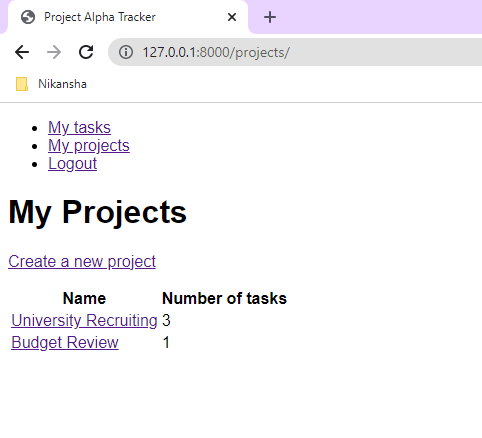 Project Alpha Tracker
127.0.0.1:8000/projects/
Nikansha
My tasks
My projects
Logout
My Projects
Create a new project
Name Number of tasks
University Recruiting 3
Budget Review 1